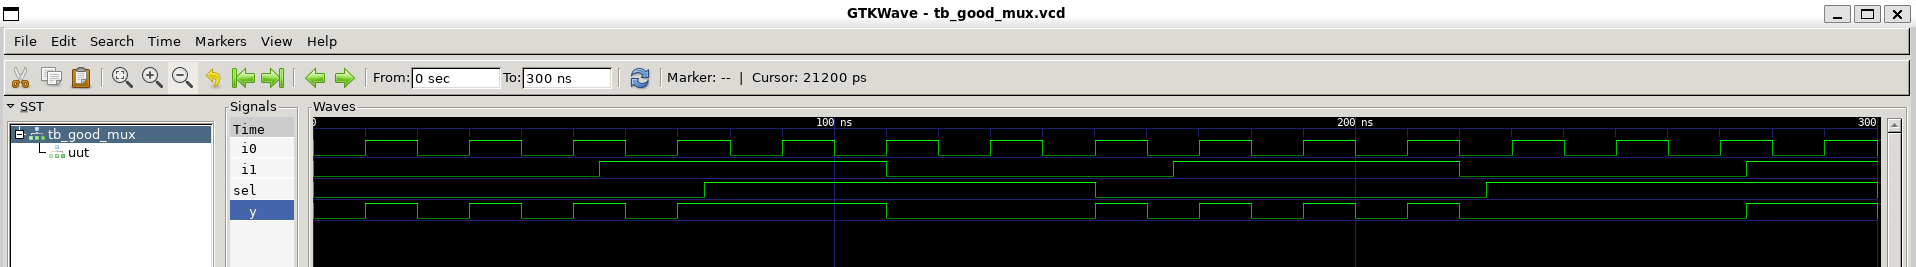 GTKWave - tb_good_mux.vcd
File Edit Search Time Markers View Help
From: 0 sec To: 300 ns Marker: -- | Cursor: 21200 ps
SST Signals Waves
tb_good_mux
uut
Time
i0
i1
sel
y
0 100 ns 200 ns 300